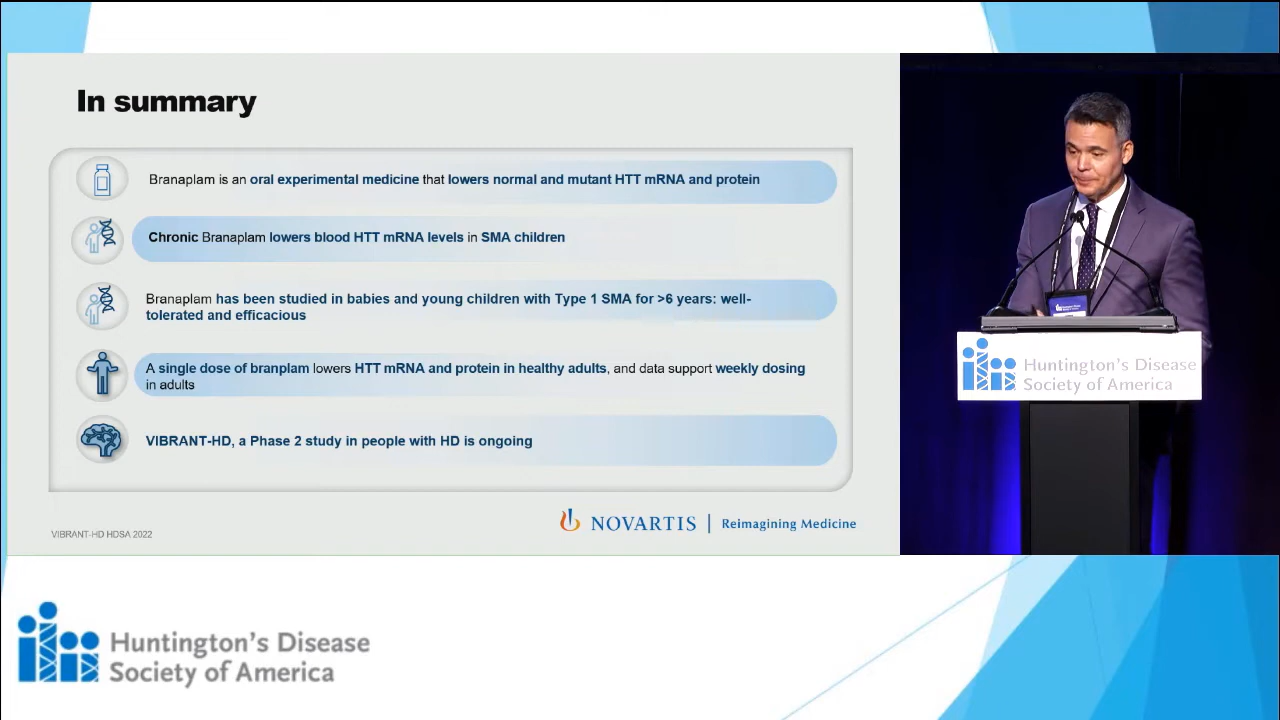 In summary
Branaplam is an oral experimental medicine that lowers normal and mutant HTT mRNA and protein
Chronic Branaplam lowers blood HTT mRNA levels in SMA children
Branaplam has been studied in babies and young children with Type 1 SMA for >6 years: well-
tolerated and efficacious
A single dose of branplam lowers HTT mRNA and protein in healthy adults, and data support weekly dosing
in adults
VIBRANT-HD, a Phase 2 study in people with HD is ongoing
VIBRANT-HD HDSA 2022
NOVARTIS | Reimagining Medicine
Huntington's Disease
Society of America
Huntington's Disease
Society of America